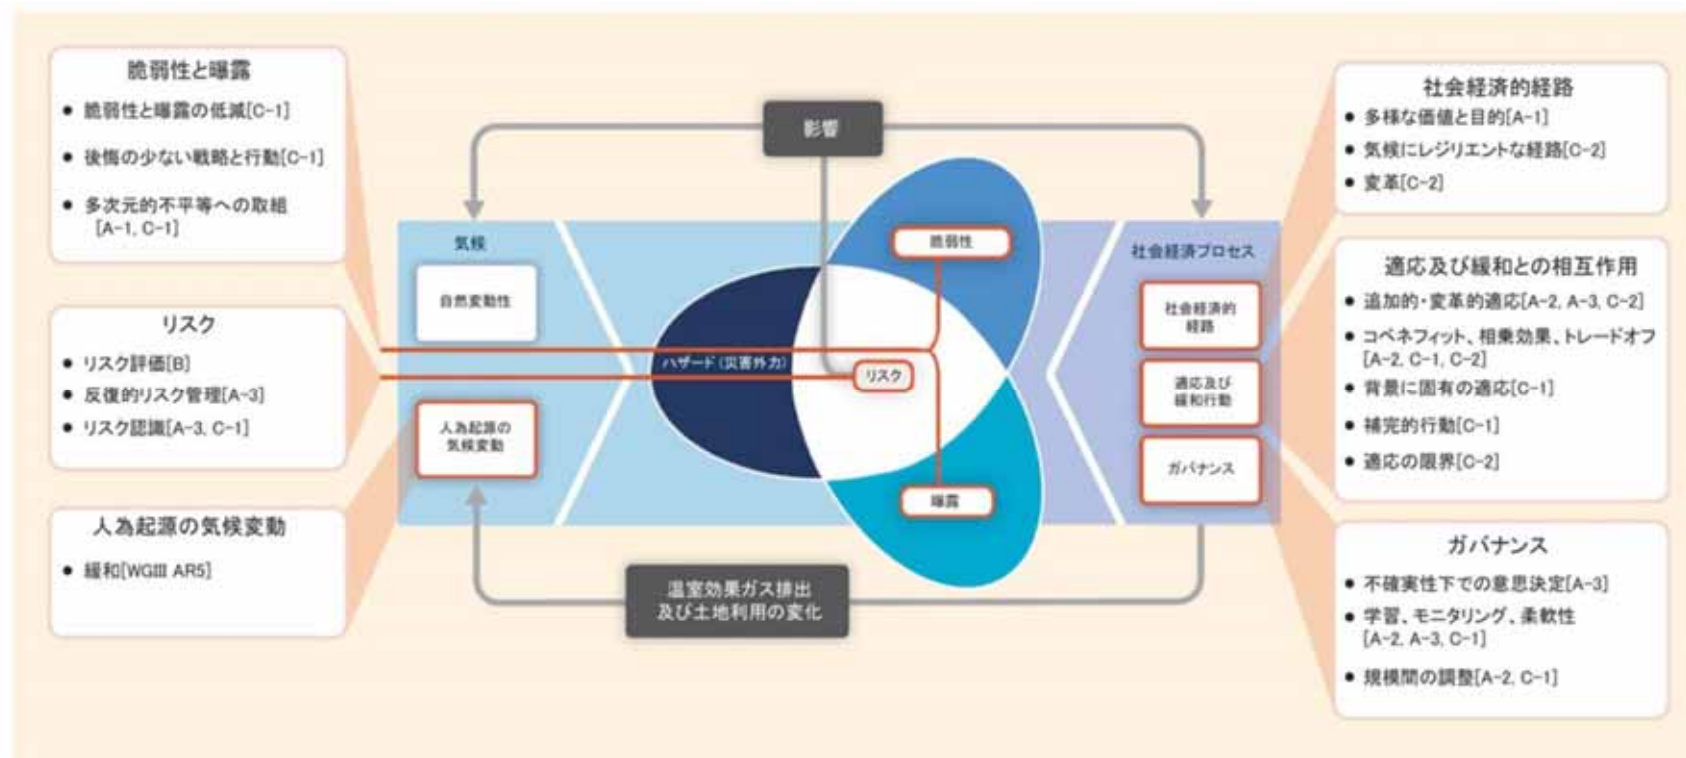 脆弱性と曝露
● 脆弱性と曝露の低減[C-1]
● 後悔の少ない戦略と行動[C-1]
● 多次元的不平等への取組
[A-1, C-1]
リスク
● リスク評価[B]
● 反復的リスク管理[A-3]
● リスク認識[A-3, C-1]
人為起源の気候変動
● 緩和[WGIII AR5]
影響
気候
自然変動性
人為起源の
気候変動
ハザード(災害外力)
脆弱性
リスク
曝露
温室効果ガス排出
及び土地利用の変化
社会経済プロセス
社会経済的
経路
適応及び
緩和行動
ガバナンス
社会経済的経路
● 多様な価値と目的[A-1]
● 気候にレジリエントな経路[C-2]
● 変革[C-2]
適応及び緩和との相互作用
● 追加的・変革的適応[A-2, A-3, C-2]
● コベネフィット、相乗効果、トレードオフ
[A-2, C-1, C-2]
● 背景に固有の適応[C-1]
● 補完的行動[C-1]
● 適応の限界[C-2]
ガバナンス
● 不確実性下での意思決定[A-3]
● 学習、モニタリング、柔軟性
[A-2, A-3, C-1]
● 規模間の調整[A-2, C-1]